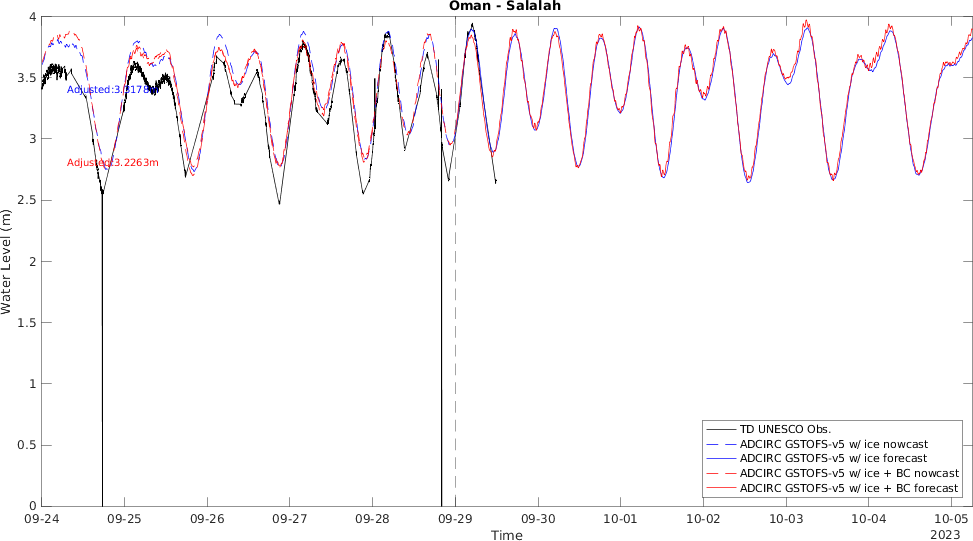 Oman - Salalah
4
3.5
3
2.5
2
1.5
1
0.5
0
Water Level (m)
Adjusted:3.3178m
Adjusted:3.2263m
TD UNESCO Obs.
ADCIRC GSTOFS-v5 w/ ice nowcast
ADCIRC GSTOFS-v5 w/ ice forecast
ADCIRC GSTOFS-v5 w/ ice + BC nowcast
ADCIRC GSTOFS-v5 w/ ice + BC forecast
09-24 09-25 09-26 09-27 09-28 09-29 09-30 10-01 10-02 10-03 10-04 10-05
Time
2023